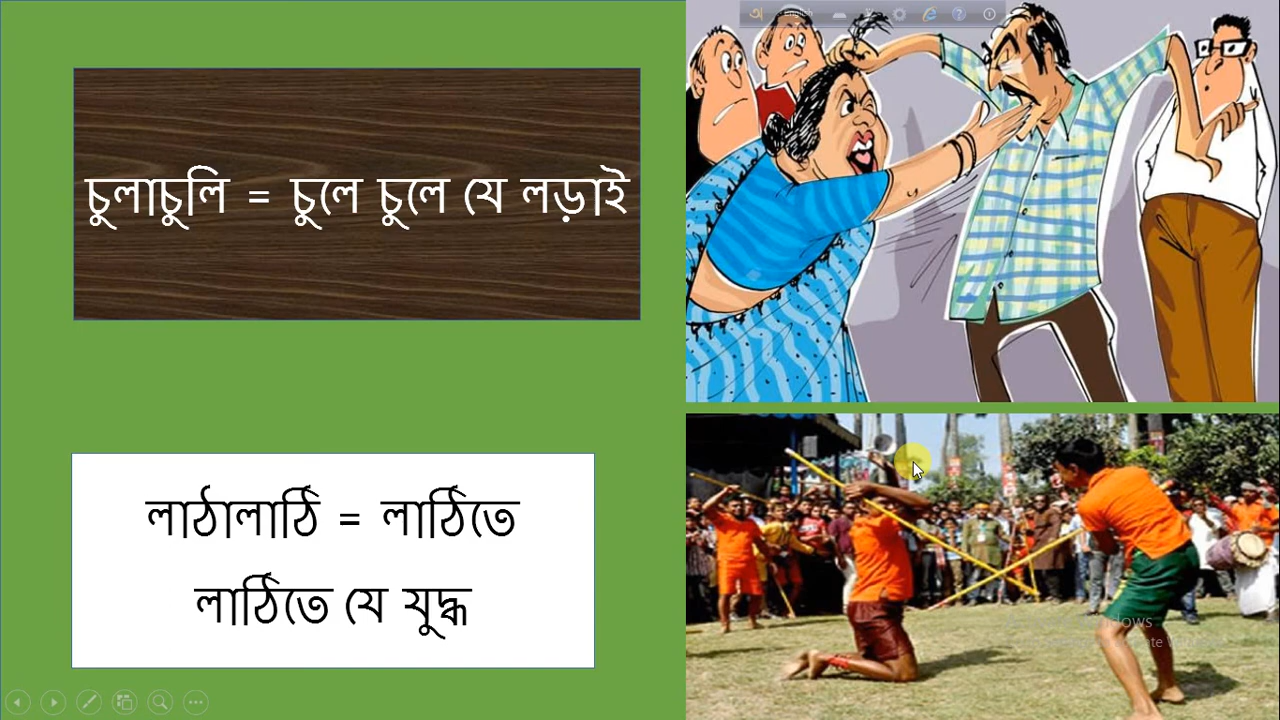 চুলাচুলি = চুলে চুলে যে লড়াই
লাঠালাঠি = লাঠিতে
লাঠিতে যে যুদ্ধ